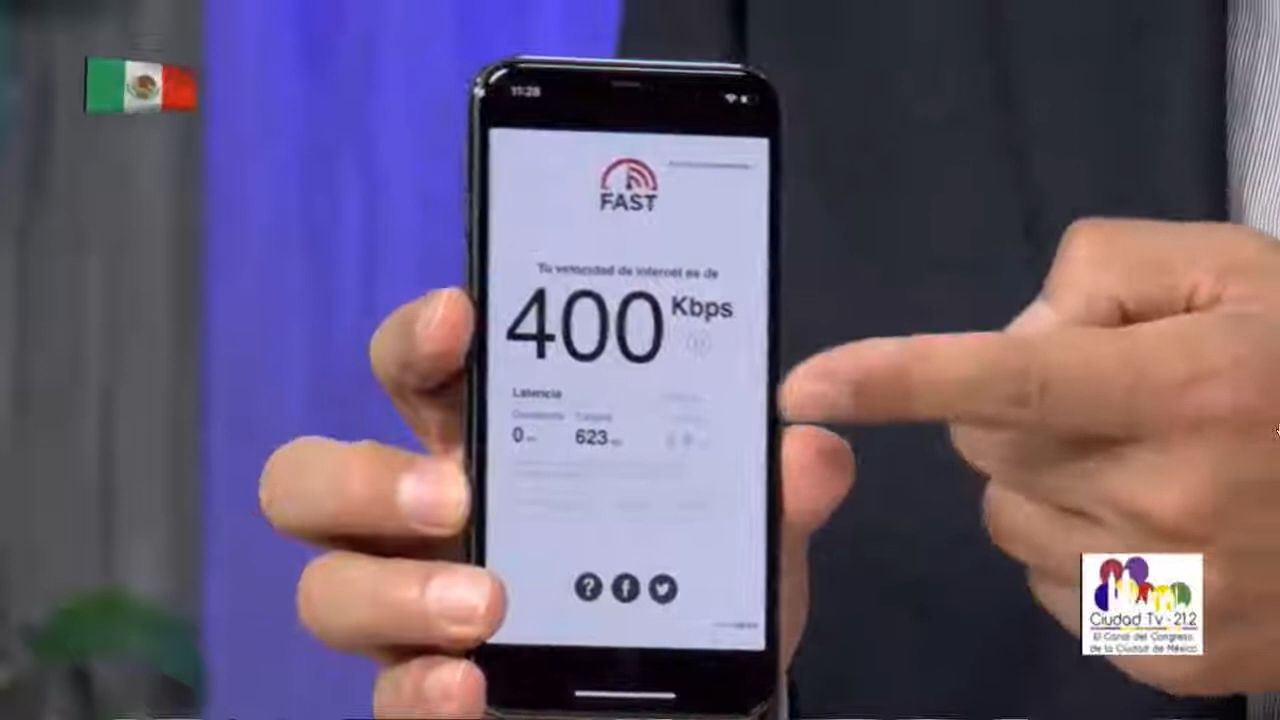 11:28
FAST
Tu velocidad de internet es de
400 Kbps
Latencia
0 623
?
Ciudad Tv - 21.2
El Canal del Congreso
de la Ciudad de México